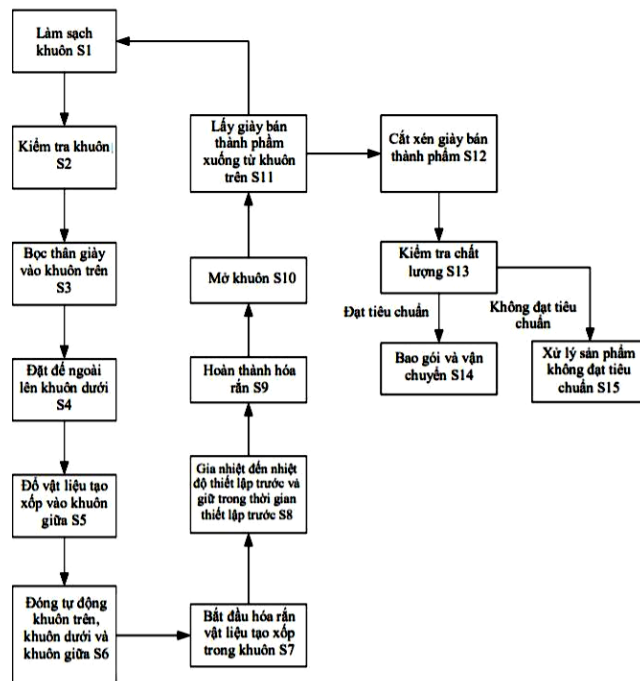 Làm sạch
khuôn S1
Kiểm tra khuôn
S2
Bọc thân giày
vào khuôn trên
S3
Đặt đế ngoài
lên khuôn dưới
S4
Đổ vật liệu tạo
xốp vào khuôn
giữa S5
Đóng tự động
khuôn trên,
khuôn dưới và
khuôn giữa S6
Bắt đầu hóa rắn
vật liệu tạo xốp
trong khuôn S7
Gia nhiệt đến nhiệt
độ thiết lập trước và
giữ trong thời gian
thiết lập trước S8
Hoàn thành hóa
rắn S9
Mở khuôn S10
Lấy giày bán
thành phẩm
xuống từ khuôn
trên S11
Cắt xén giày bán
thành phẩm S12
Kiểm tra chất
lượng S13
Đạt tiêu chuẩn
Không đạt tiêu
chuẩn
Bao gói và vận
chuyển S14
Xử lý sản phẩm
không đạt tiêu
chuẩn S15